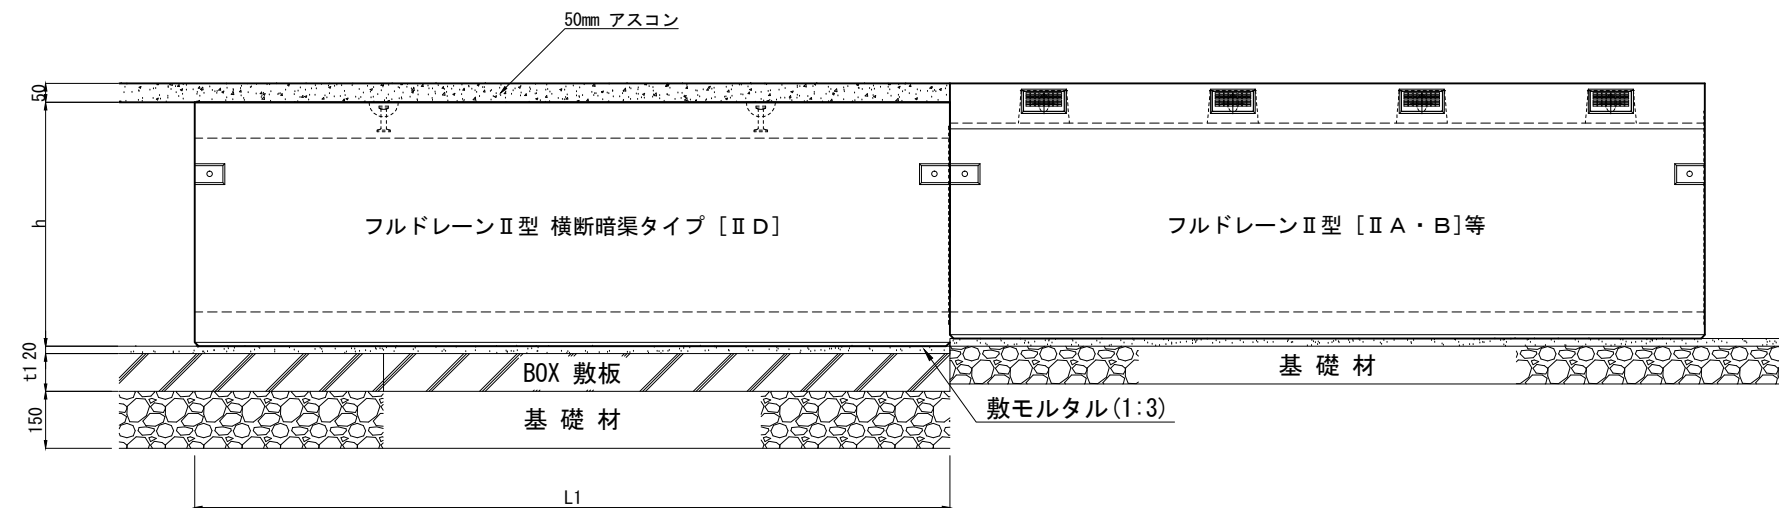 50mm アスコン
50
h
フルドレーンⅡ型 横断暗渠タイプ [ⅡD]
フルドレーンⅡ型 [ⅡA・B]等
20
t1
BOX 敷板
基 礎 材
150
基 礎 材
敷モルタル(1:3)
L1